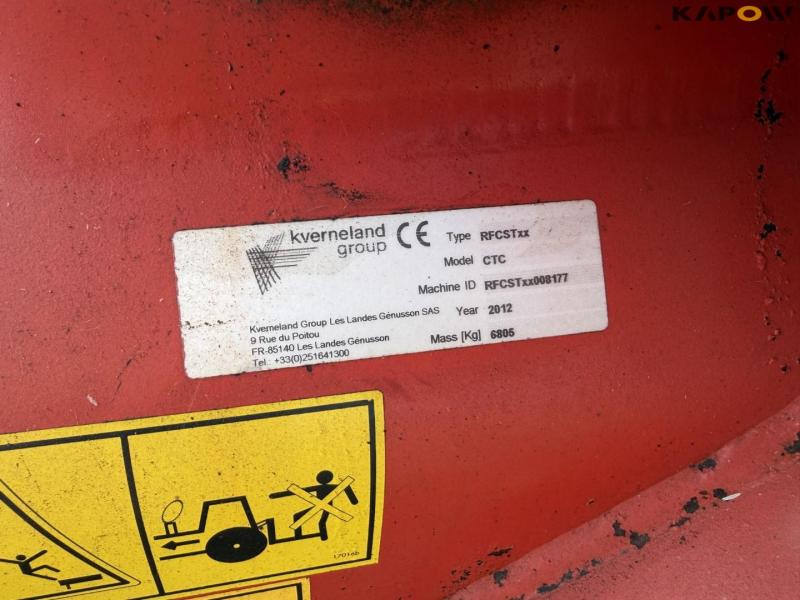 KAPOW
kverneland
group
CE
Type RFCSTxx
Model CTC
Machine ID RFCSTxx008177
Year 2012
Mass [Kg] 6805
Kverneland Group Les Landes Génusson SAS
9 Rue du Poitou
FR-85140 Les Landes Génusson
Tel.: +33(0)251641300
17016b